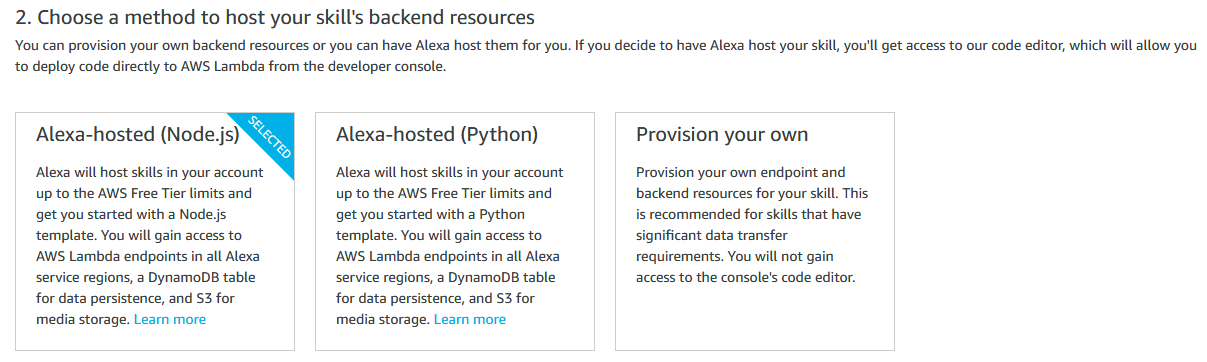 2. Choose a method to host your skill's backend resources
You can provision your own backend resources or you can have Alexa host them for you. If you decide to have Alexa host your skill, you'll get access to our code editor, which will allow you
to deploy code directly to AWS Lambda from the developer console.
Alexa-hosted (Node.js)
SELECTED
Alexa will host skills in your account
up to the AWS Free Tier limits and
get you started with a Node.js
template. You will gain access to
AWS Lambda endpoints in all Alexa
service regions, a DynamoDB table
for data persistence, and S3 for
media storage. Learn more
Alexa-hosted (Python)
Alexa will host skills in your account
up to the AWS Free Tier limits and
get you started with a Python
template. You will gain access to
AWS Lambda endpoints in all Alexa
service regions, a DynamoDB table
for data persistence, and S3 for
media storage. Learn more
Provision your own
Provision your own endpoint and
backend resources for your skill. This
is recommended for skills that have
significant data transfer
requirements. You will not gain
access to the console's code editor.